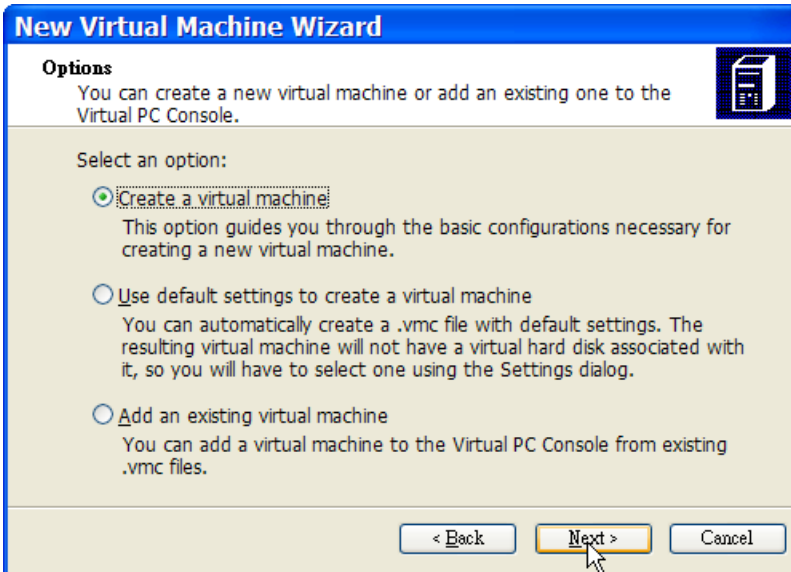 New Virtual Machine Wizard
Options
You can create a new virtual machine or add an existing one to the
Virtual PC Console.
Select an option:
Create a virtual machine
This option guides you through the basic configurations necessary for
creating a new virtual machine.
Use default settings to create a virtual machine
You can automatically create a .vmc file with default settings. The
resulting virtual machine will not have a virtual hard disk associated with
it, so you will have to select one using the Settings dialog.
Add an existing virtual machine
You can add a virtual machine to the Virtual PC Console from existing
.vmc files.
< Back Next > Cancel